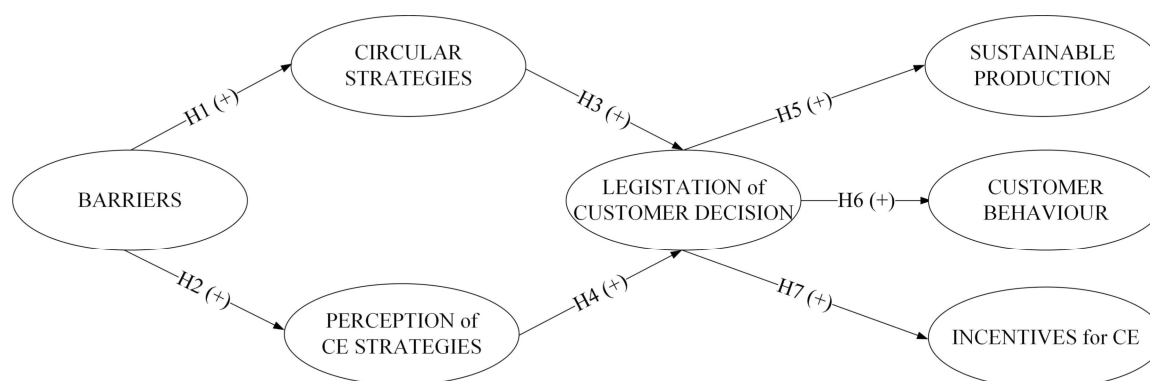 CIRCULAR
STRATEGIES
SUSTAINABLE
PRODUCTION
H1 (+)
H3 (+)
H5 (+)
BARRIERS
LEGISTATION of
CUSTOMER DECISION
H6 (+)
CUSTOMER
BEHAVIOUR
H2 (+)
H4 (+)
H7 (+)
PERCEPTION of
CE STRATEGIES
INCENTIVES for CE